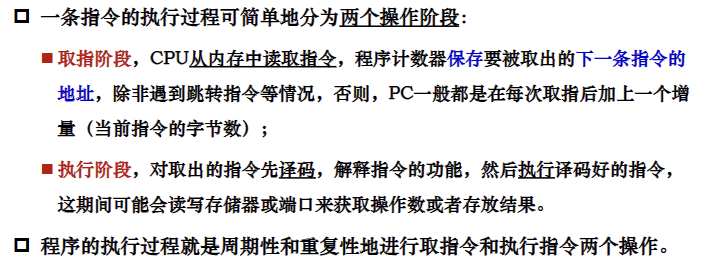 一条指令的执行过程可简单地分为两个操作阶段：
取指阶段，CPU从内存中读取指令，程序计数器保存要被取出的下一条指令的
地址，除非遇到跳转指令等情况，否则，PC一般都是在每次取指后加上一个增
量（当前指令的字节数）；
执行阶段，对取出的指令先译码，解释指令的功能，然后执行译码好的指令，
这期间可能会读写存储器或端口来获取操作数或者存放结果。
程序的执行过程就是周期性和重复性地进行取指令和执行指令两个操作。